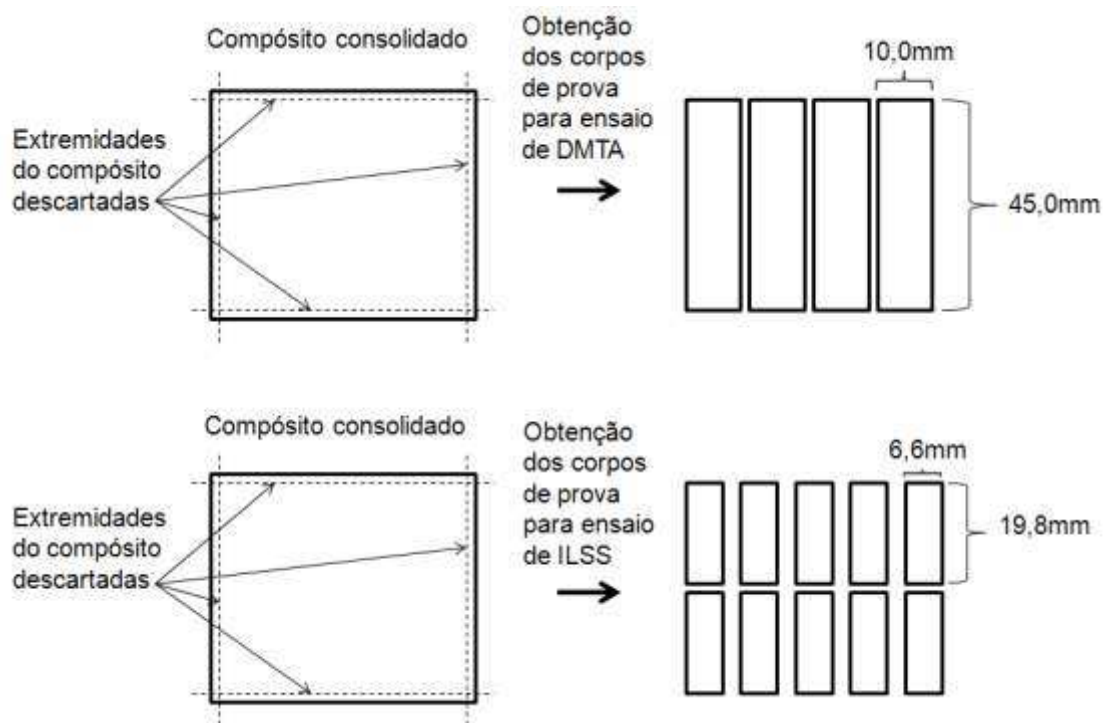 Compósito consolidado
Extremidades
do compósito
descartadas
Obtenção
dos corpos
de prova
para ensaio
de DMTA
10,0mm
45,0mm
Compósito consolidado
Extremidades
do compósito
descartadas
Obtenção
dos corpos
de prova
para ensaio
de ILSS
6,6mm
19,8mm